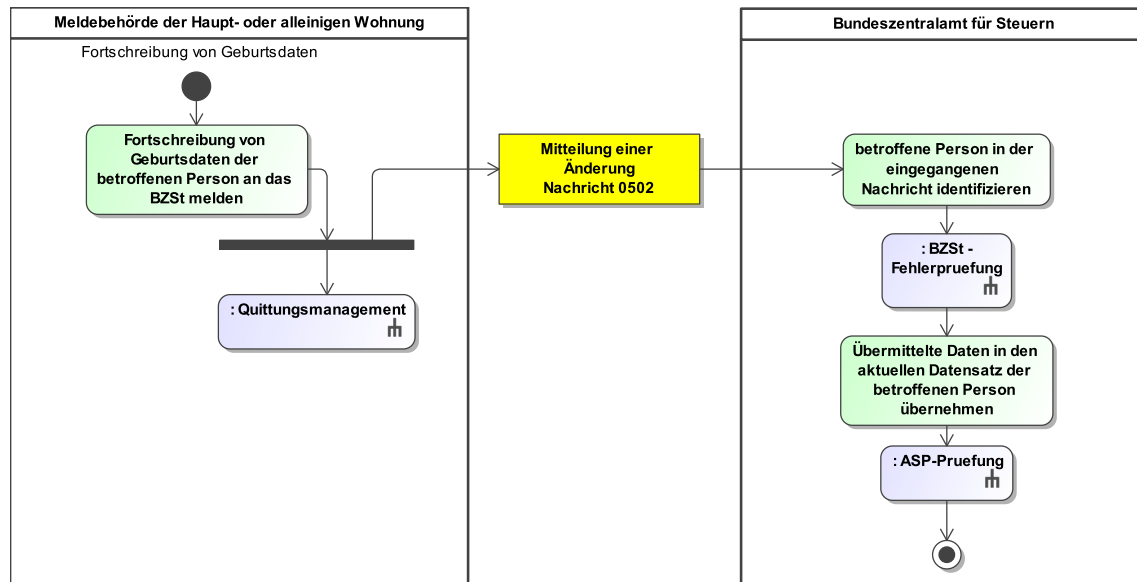 Meldebehörde der Haupt- oder alleinigen Wohnung
Fortschreibung von Geburtsdaten
Fortschreibung von
Geburtsdaten der
betroffenen Person an das
BZSt melden
: Quittungsmanagement
Mitteilung einer
Änderung
Nachricht 0502
Bundeszentralamt für Steuern
betroffene Person in der
eingegangenen
Nachricht identifizieren
: BZSt -
Fehlerpruefung
Übermittelte Daten in den
aktuellen Datensatz der
betroffenen Person
übernehmen
: ASP-Pruefung